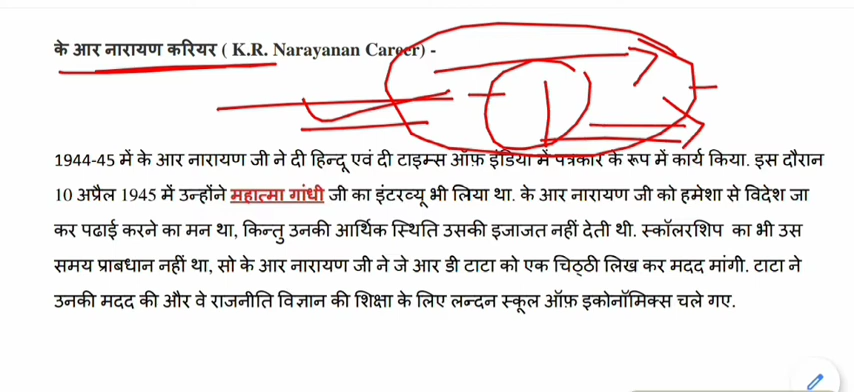 के आर नारायण करियर ( K.R. Narayanan Career) -
1944-45 में के आर नारायण जी ने दी हिन्दू एवं दी टाइम्स ऑफ़ इंडिया में पत्रकार के रूप में कार्य किया. इस दौरान
10 अप्रैल 1945 में उन्होंने महात्मा गांधी जी का इंटरव्यू भी लिया था. के आर नारायण जी को हमेशा से विदेश जा
कर पढाई करने का मन था, किन्तु उनकी आर्थिक स्थिति उसकी इजाजत नहीं देती थी. स्कॉलरशिप का भी उस
समय प्राबधान नहीं था, सो के आर नारायण जी ने जे आर डी टाटा को एक चिठ्ठी लिख कर मदद मांगी. टाटा ने
उनकी मदद की और वे राजनीति विज्ञान की शिक्षा के लिए लन्दन स्कूल ऑफ़ इकोनॉमिक्स चले गए.